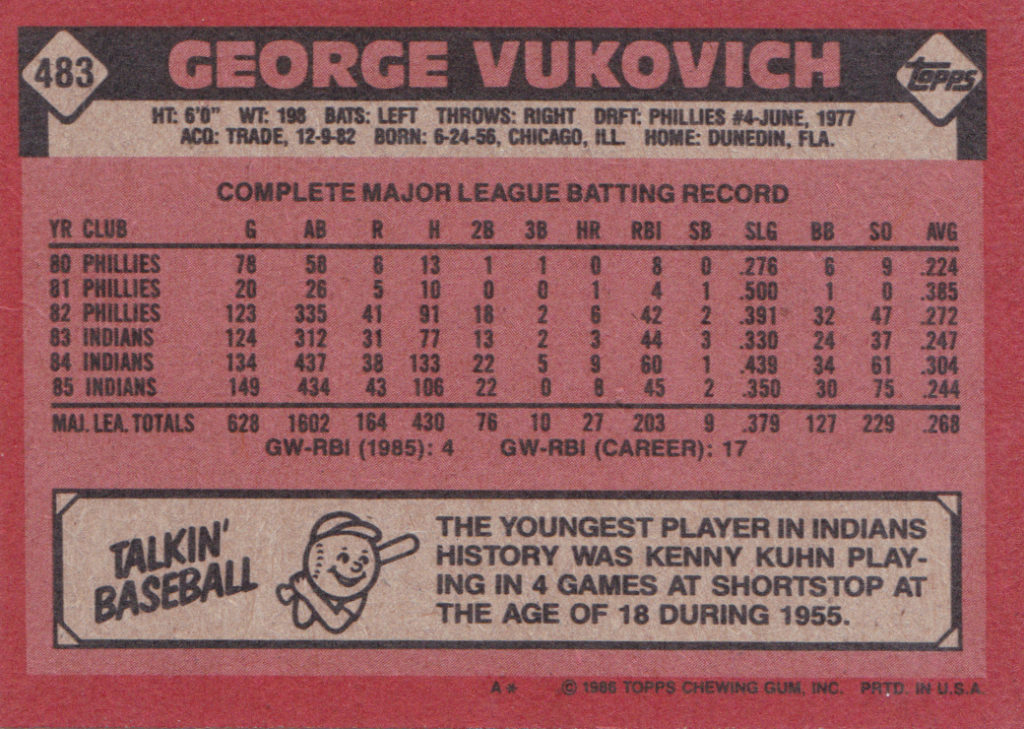 483 GEORGE VUKOVICH Topps
HT: 6'0" WT: 198 BATS: LEFT THROWS: RIGHT DRFT: PHILLIES #4-JUNE, 1977
ACQ: TRADE, 12-9-82 BORN: 6-24-56, CHICAGO, ILL. HOME: DUNEDIN, FLA.
COMPLETE MAJOR LEAGUE BATTING RECORD
YR CLUB G AB R H 2B 3B HR RBI SB SLG BB SO AVG
80 PHILLIES 78 58 6 13 1 1 0 8 0 .276 6 9 .224
81 PHILLIES 20 26 5 10 0 0 1 4 1 .500 1 0 .385
82 PHILLIES 123 335 41 91 18 2 6 42 2 .391 32 47 .272
83 INDIANS 124 312 31 77 13 2 3 44 3 .330 24 37 .247
84 INDIANS 134 437 38 133 22 5 9 60 1 .439 34 61 .304
85 INDIANS 149 434 43 106 22 0 8 45 2 .350 30 75 .244
MAJ. LEA. TOTALS 628 1602 164 430 76 10 27 203 9 .379 127 229 .268
GW-RBI (1985): 4 GW-RBI (CAREER): 17
TALKIN'
BASEBALL
THE YOUNGEST PLAYER IN INDIANS
HISTORY WAS KENNY KUHN PLAY-
ING IN 4 GAMES AT SHORTSTOP AT
THE AGE OF 18 DURING 1955.
A* © 1986 TOPPS CHEWING GUM, INC. PRTD. IN U.S.A.